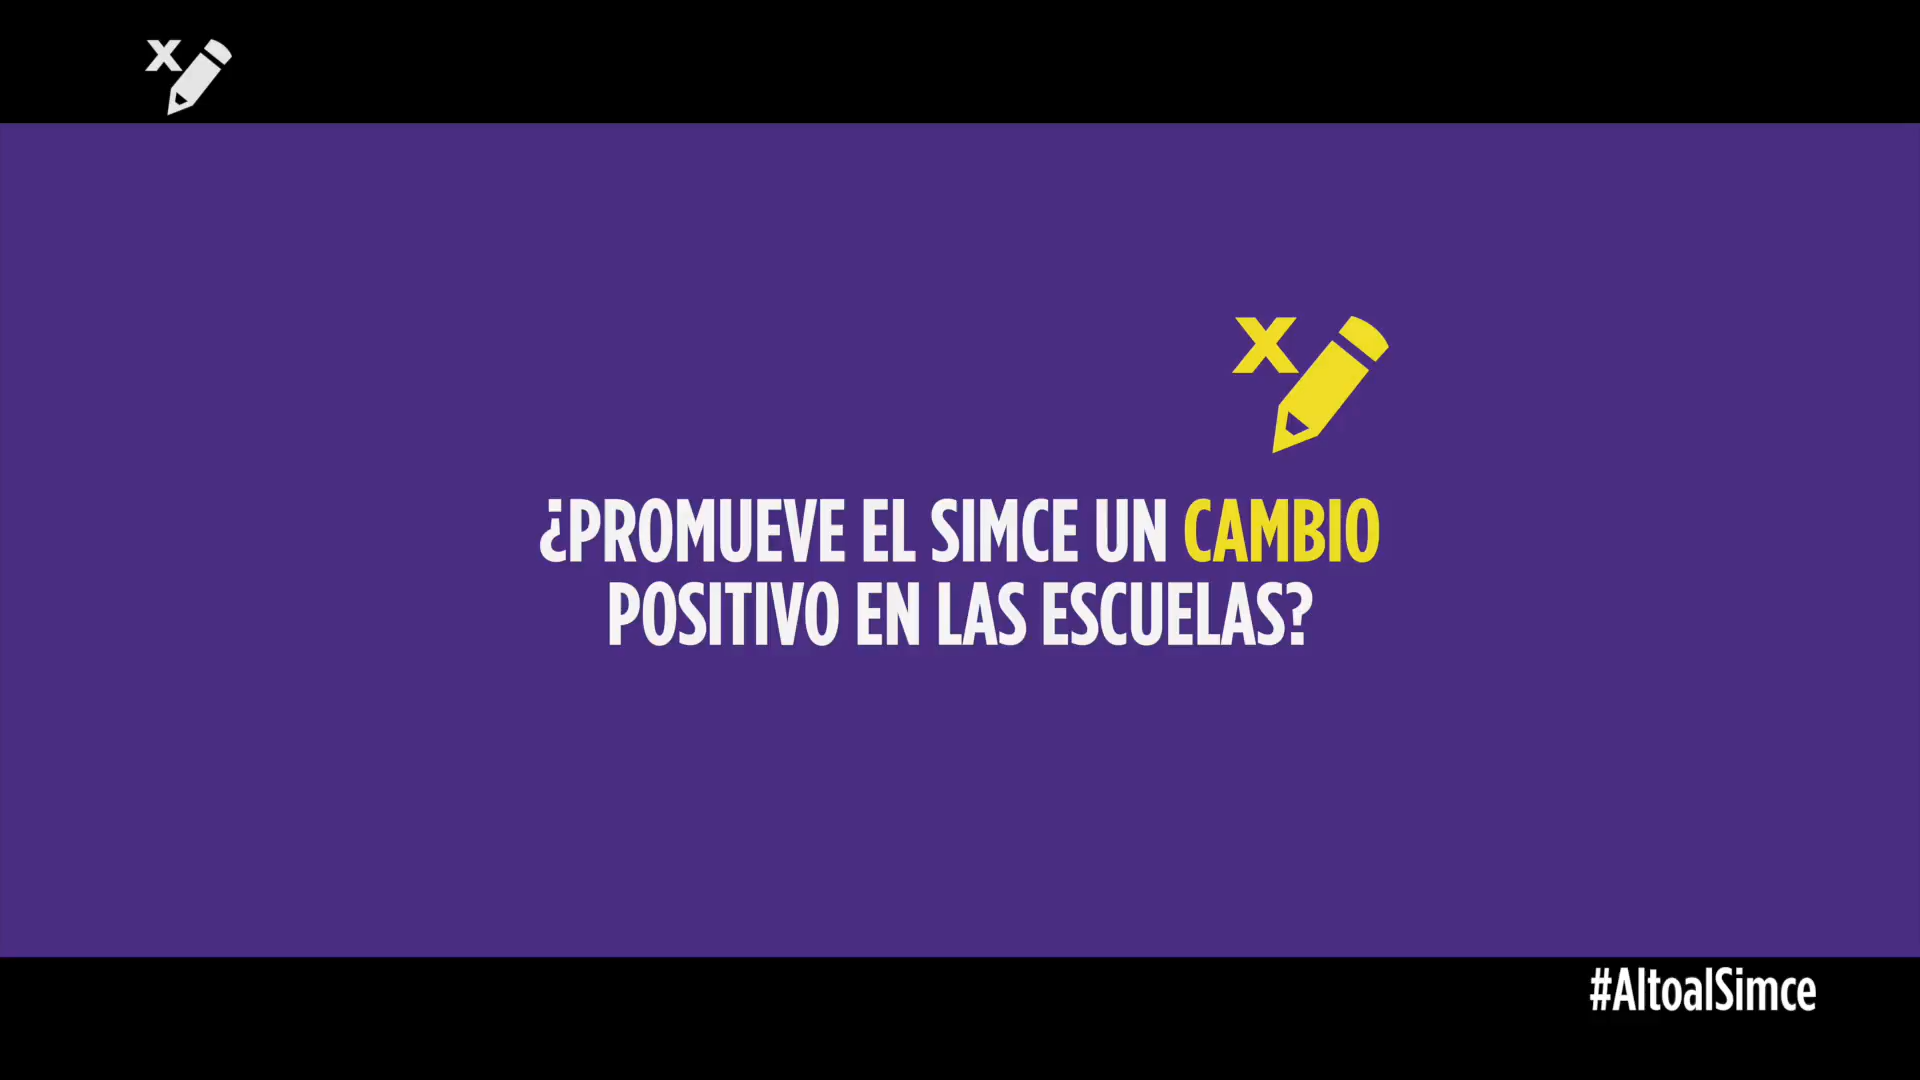 X
¿PROMUEVE EL SIMCE UN CAMBIO
POSITIVO EN LAS ESCUELAS?
#AltoalSimce